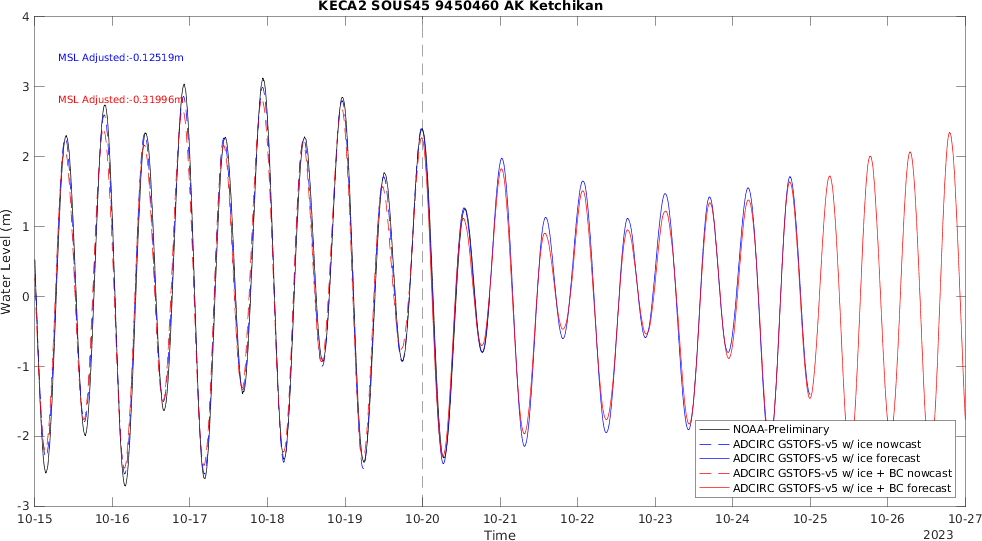 KECA2 SOUS45 9450460 AK Ketchikan
MSL Adjusted:-0.12519m
MSL Adjusted:-0.31996m
Water Level (m)
4
3
2
1
0
-1
-2
-3
NOAA-Preliminary
ADCIRC GSTOFS-v5 w/ ice nowcast
ADCIRC GSTOFS-v5 w/ ice forecast
ADCIRC GSTOFS-v5 w/ ice + BC nowcast
ADCIRC GSTOFS-v5 w/ ice + BC forecast
10-15 10-16 10-17 10-18 10-19 10-20 10-21 10-22 10-23 10-24 10-25 10-26 10-27
Time
2023